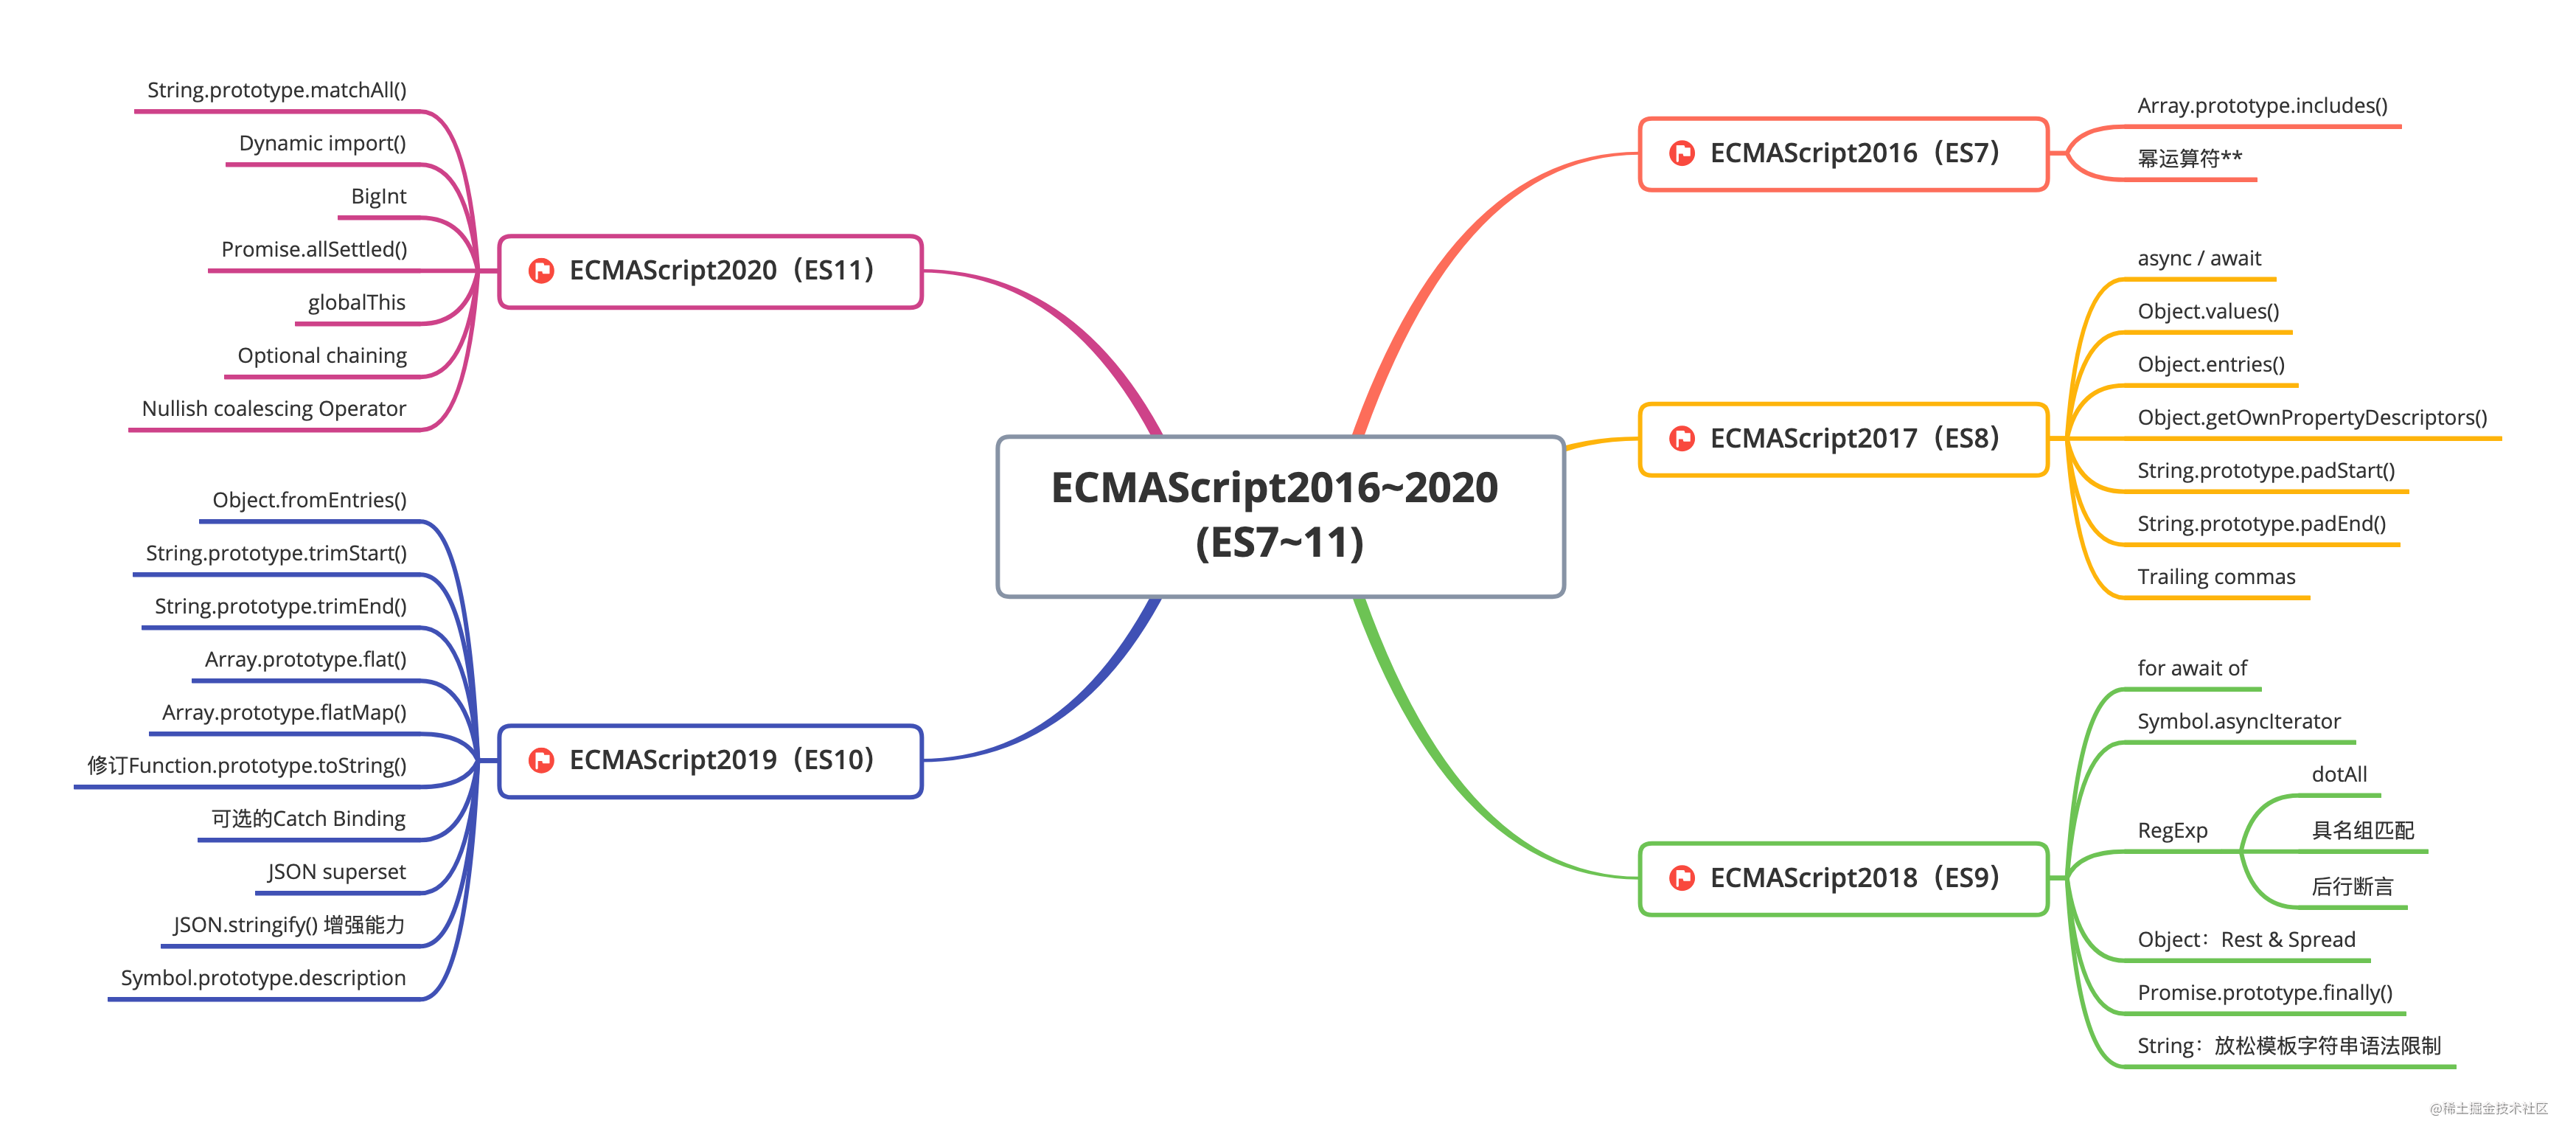 ECMAScript2016~2020
(ES7~11)
ECMAScript2016（ES7）
Array.prototype.includes()
幂运算符**
ECMAScript2017（ES8）
async / await
Object.values()
Object.entries()
Object.getOwnPropertyDescriptors()
String.prototype.padStart()
String.prototype.padEnd()
Trailing commas
ECMAScript2018（ES9）
for await of
Symbol.asyncIterator
RegExp
dotAll
具名组匹配
后行断言
Object：Rest & Spread
Promise.prototype.finally()
String：放松模板字符串语法限制
ECMAScript2019（ES10）
Object.fromEntries()
String.prototype.trimStart()
String.prototype.trimEnd()
Array.prototype.flat()
Array.prototype.flatMap()
修订Function.prototype.toString()
可选的Catch Binding
JSON superset
JSON.stringify() 增强能力
Symbol.prototype.description
ECMAScript2020（ES11）
String.prototype.matchAll()
Dynamic import()
BigInt
Promise.allSettled()
globalThis
Optional chaining
Nullish coalescing Operator
@稀土掘金技术社区